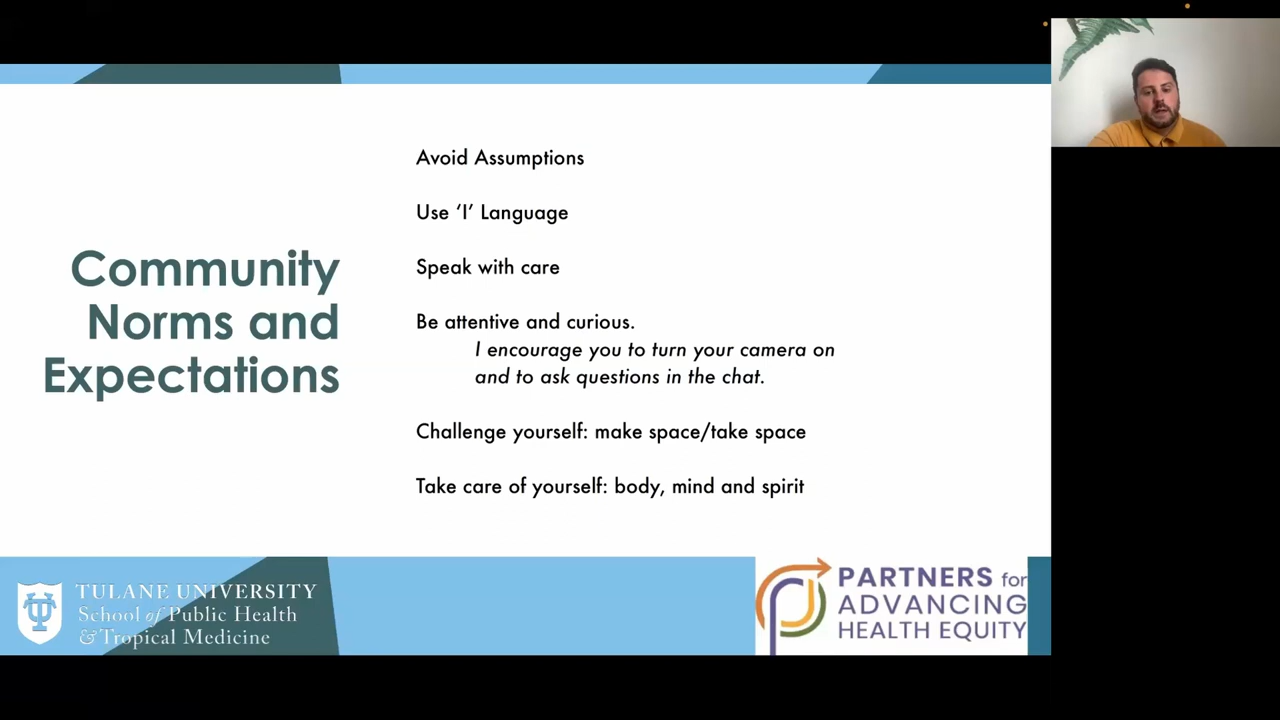 Community
Norms and
Expectations
Avoid Assumptions
Use ‘I’ Language
Speak with care
Be attentive and curious.
I encourage you to turn your camera on
and to ask questions in the chat.
Challenge yourself: make space/take space
Take care of yourself: body, mind and spirit
TULANE UNIVERSITY
School of Public Health
& Tropical Medicine
PARTNERS for
ADVANCING
HEALTH EQUITY